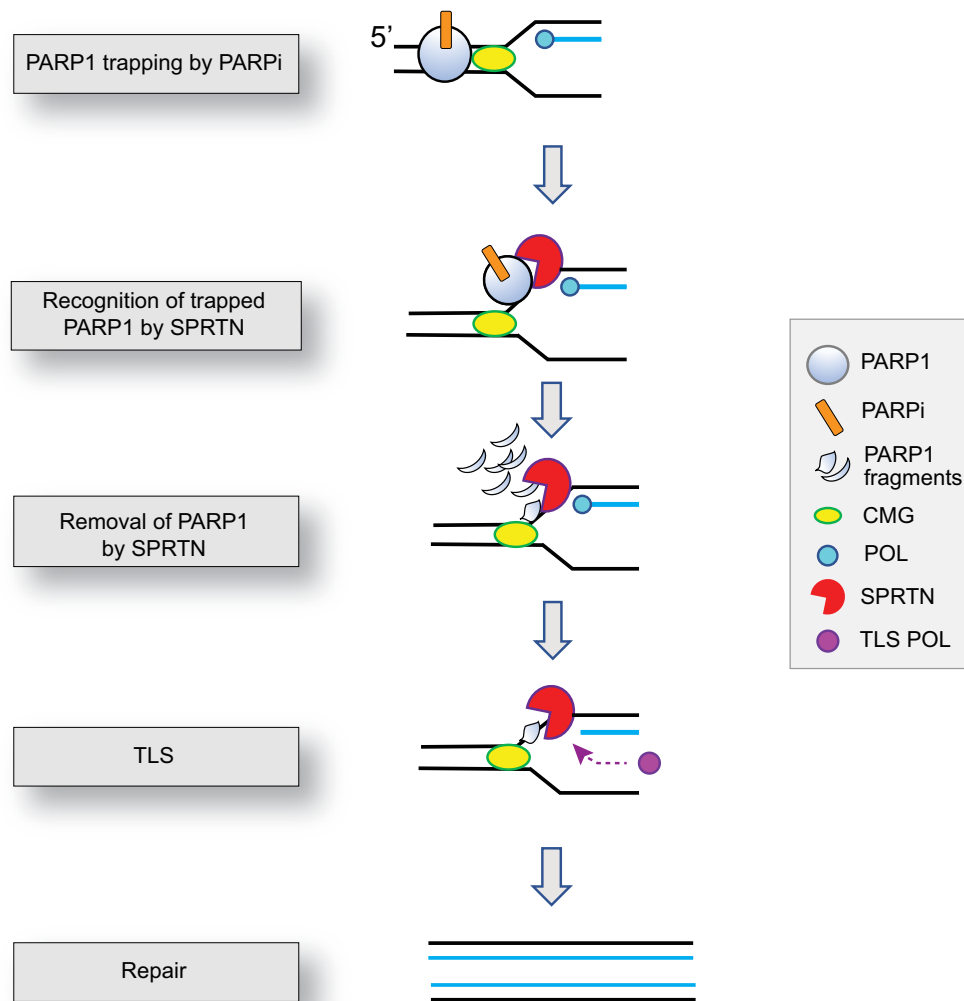 5’
PARP1 trapping by PARPi
Recognition of trapped
PARP1 by SPRTN
Removal of PARP1
by SPRTN
TLS
Repair
PARP1
PARPi
PARP1
fragments
CMG
POL
SPRTN
TLS POL